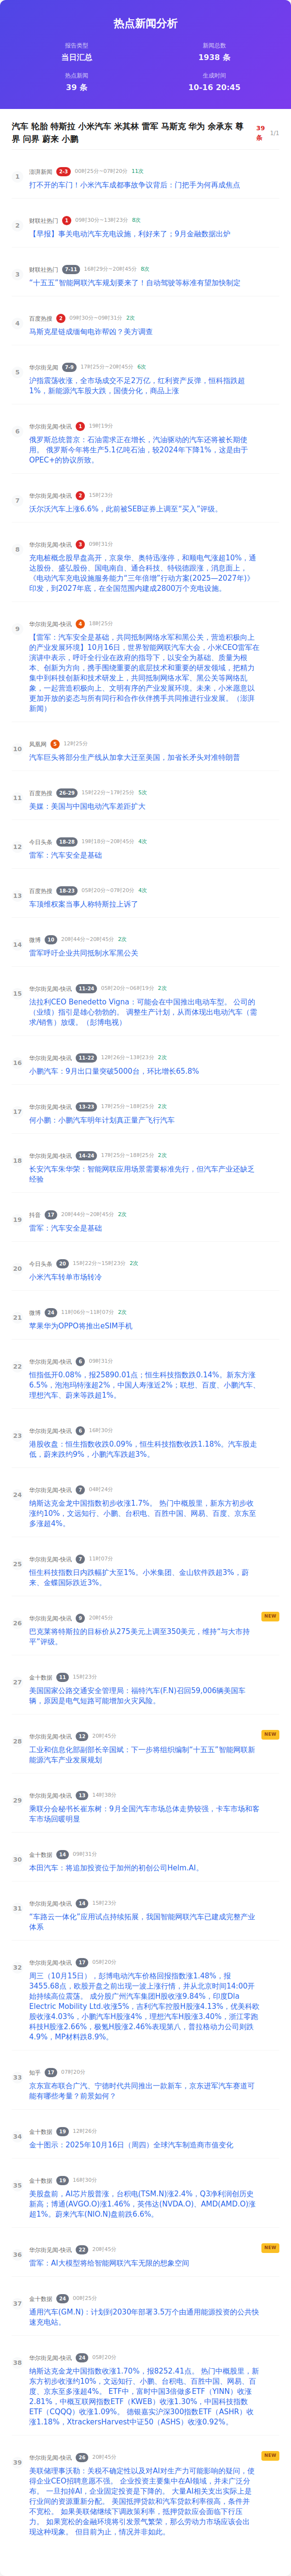 热点新闻分析
报告类型
当日汇总
新闻总数
1938 条
热点新闻
39 条
生成时间
10-16 20:45
汽车 轮胎 特斯拉 小米汽车 米其林 雷军 马斯克 华为 余承东 尊
界 问界 蔚来 小鹏
39
条
1/1
1
澎湃新闻 2-3 00时25分~07时20分 11次
打不开的车门！小米汽车成都事故争议背后：门把手为何再成焦点
2
财联社热门 1 09时30分~13时23分 8次
【早报】事关电动汽车充电设施，利好来了；9月金融数据出炉
3
财联社热门 7-11 16时29分~20时45分 8次
“十五五”智能网联汽车规划要来了！自动驾驶等标准有望加快制定
4
百度热搜 2 09时30分~09时31分 2次
马斯克星链成缅甸电诈帮凶？美方调查
5
华尔街见闻 7-9 17时25分~20时45分 6次
沪指震荡收涨，全市场成交不足2万亿，红利资产反弹，恒科指跌超
1%，新能源汽车股大跌，国债分化，商品上涨
6
华尔街见闻-快讯 1 19时19分
俄罗斯总统普京：石油需求正在增长，汽油驱动的汽车还将被长期使
用。 俄罗斯今年将生产5.1亿吨石油，较2024年下降1%，这是由于
OPEC+的协议所致。
7
华尔街见闻-快讯 2 15时23分
沃尔沃汽车上涨6.6%，此前被SEB证券上调至“买入”评级。
8
华尔街见闻-快讯 3 09时31分
充电桩概念股早盘高开，京泉华、奥特迅涨停，和顺电气涨超10%，通
达股份、盛弘股份、国电南自、通合科技、特锐德跟涨，消息面上，
《电动汽车充电设施服务能力“三年倍增”行动方案(2025—2027年)》
印发，到2027年底，在全国范围内建成2800万个充电设施。
9
华尔街见闻-快讯 4 18时25分
【雷军：汽车安全是基础，共同抵制网络水军和黑公关，营造积极向上
的产业发展环境】10月16日，世界智能网联汽车大会，小米CEO雷军在
演讲中表示，呼吁全行业在政府的指导下，以安全为基础、质量为根
本、创新为方向，携手围绕重要的底层技术和重要的研发领域，把精力
集中到科技创新和技术研发上，共同抵制网络水军、黑公关等网络乱
象，一起营造积极向上、文明有序的产业发展环境。未来，小米愿意以
更加开放的姿态与所有同行和合作伙伴携手共同推进行业发展。（澎湃
新闻）
10
凤凰网 5 12时25分
汽车巨头将部分生产线从加拿大迁至美国，加省长矛头对准特朗普
11
百度热搜 26-29 15时22分~17时25分 5次
美媒：美国与中国电动汽车差距扩大
12
今日头条 18-28 19时18分~20时45分 4次
雷军：汽车安全是基础
13
百度热搜 18-23 05时20分~07时20分 4次
车顶维权案当事人称特斯拉上诉了
14
微博 10 20时44分~20时45分 2次
雷军呼吁企业共同抵制水军黑公关
15
华尔街见闻-快讯 11-24 05时20分~06时19分 2次
法拉利CEO Benedetto Vigna：可能会在中国推出电动车型。 公司的
（业绩）指引是雄心勃勃的。 调整生产计划，从而体现出电动汽车（需
求/销售）放缓。（彭博电视）
16
华尔街见闻-快讯 11-22 12时26分~13时23分 2次
小鹏汽车：9月出口量突破5000台，环比增长65.8%
17
华尔街见闻-快讯 13-23 17时25分~18时25分 2次
何小鹏：小鹏汽车明年计划真正量产飞行汽车
18
华尔街见闻-快讯 14-24 17时25分~18时25分 2次
长安汽车朱华荣：智能网联应用场景需要标准先行，但汽车产业还缺乏
经验
19
抖音 17 20时44分~20时45分 2次
雷军：汽车安全是基础
20
今日头条 20 15时22分~15时23分 2次
小米汽车转单市场转冷
21
微博 24 11时06分~11时07分 2次
苹果华为OPPO将推出eSIM手机
22
华尔街见闻-快讯 6 09时31分
恒指低开0.08%，报25890.01点；恒生科技指数跌0.14%。新东方涨
6.5%，泡泡玛特涨超2%，中国人寿涨近2%；联想、百度、小鹏汽车、
理想汽车、蔚来等跌超1%。
23
华尔街见闻-快讯 6 16时30分
港股收盘：恒生指数收跌0.09%，恒生科技指数收跌1.18%。汽车股走
低，蔚来跌约9%，小鹏汽车跌超3%。
24
华尔街见闻-快讯 7 04时24分
纳斯达克金龙中国指数初步收涨1.7%。 热门中概股里，新东方初步收
涨约10%，文远知行、小鹏、台积电、百胜中国、网易、百度、京东至
多涨超4%。
25
华尔街见闻-快讯 7 11时07分
恒生科技指数日内跌幅扩大至1%。小米集团、金山软件跌超3%，蔚
来、金蝶国际跌近3%。
26
华尔街见闻-快讯 9 20时45分
NEW
巴克莱将特斯拉的目标价从275美元上调至350美元，维持“与大市持
平”评级。
27
金十数据 11 15时23分
美国国家公路交通安全管理局：福特汽车(F.N)召回59,006辆美国车
辆，原因是电气短路可能增加火灾风险。
28
华尔街见闻-快讯 12 20时45分
NEW
工业和信息化部副部长辛国斌：下一步将组织编制“十五五”智能网联新
能源汽车产业发展规划
29
华尔街见闻-快讯 13 14时38分
乘联分会秘书长崔东树：9月全国汽车市场总体走势较强，卡车市场和客
车市场回暖明显
30
金十数据 14 09时31分
本田汽车：将追加投资位于加州的初创公司Helm.AI。
31
华尔街见闻-快讯 14 15时23分
“车路云一体化”应用试点持续拓展，我国智能网联汽车已建成完整产业
体系
32
华尔街见闻-快讯 17 05时20分
周三（10月15日），彭博电动汽车价格回报指数涨1.48%，报
3455.68点，欧股开盘之前出现一波上涨行情，并从北京时间14:00开
始持续高位震荡。 成分股广州汽车集团H股收涨9.84%，印度Dla
Electric Mobility Ltd.收涨5%，吉利汽车控股H股涨4.13%，优美科欧
股收涨4.03%，小鹏汽车H股涨4%，理想汽车H股涨3.40%，浙江零跑
科技H股涨2.66%，极氪H股涨2.46%表现第八，普拉格动力公司则跌
4.9%，MP材料跌8.9%。
33
知乎 17 07时20分
京东宣布联合广汽、宁德时代共同推出一款新车，京东进军汽车赛道可
能有哪些考量？前景如何？
34
金十数据 19 12时26分
金十图示：2025年10月16日（周四）全球汽车制造商市值变化
35
金十数据 19 16时30分
美股盘前，AI芯片股普涨，台积电(TSM.N)涨2.4%，Q3净利润创历史
新高；博通(AVGO.O)涨1.46%，英伟达(NVDA.O)、AMD(AMD.O)涨
超1%。蔚来汽车(NIO.N)盘前跌6.6%。
36
华尔街见闻-快讯 22 20时45分
NEW
雷军：AI大模型将给智能网联汽车无限的想象空间
37
金十数据 24 00时25分
通用汽车(GM.N)：计划到2030年部署3.5万个由通用能源投资的公共快
速充电站。
38
华尔街见闻-快讯 24 05时20分
纳斯达克金龙中国指数收涨1.70%，报8252.41点。 热门中概股里，新
东方初步收涨约10%，文远知行、小鹏、台积电、百胜中国、网易、百
度、京东至多涨超4%。 ETF中，富时中国3倍做多ETF（YINN）收涨
2.81%，中概互联网指数ETF（KWEB）收涨1.30%，中国科技指数
ETF（CQQQ）收涨1.09%。 德银嘉实沪深300指数ETF（ASHR）收
涨1.18%，XtrackersHarvest中证50（ASHS）收涨0.92%。
39
华尔街见闻-快讯 26 20时45分
NEW
美联储理事沃勒：关税不确定性以及对AI对生产力可能影响的疑问，使
得企业CEO招聘意愿不强。 企业投资主要集中在AI领域，并未广泛分
布。 一旦扣掉AI，企业固定投资是下降的。 大量AI相关支出实际上是
行业间的资源重新分配。 美国抵押贷款和汽车贷款利率很高，条件并
不宽松。 如果美联储继续下调政策利率，抵押贷款应会面临下行压
力。 如果宽松的金融环境将引发景气繁荣，那么劳动力市场应该会出
现这种现象。 但目前为止，情况并非如此。